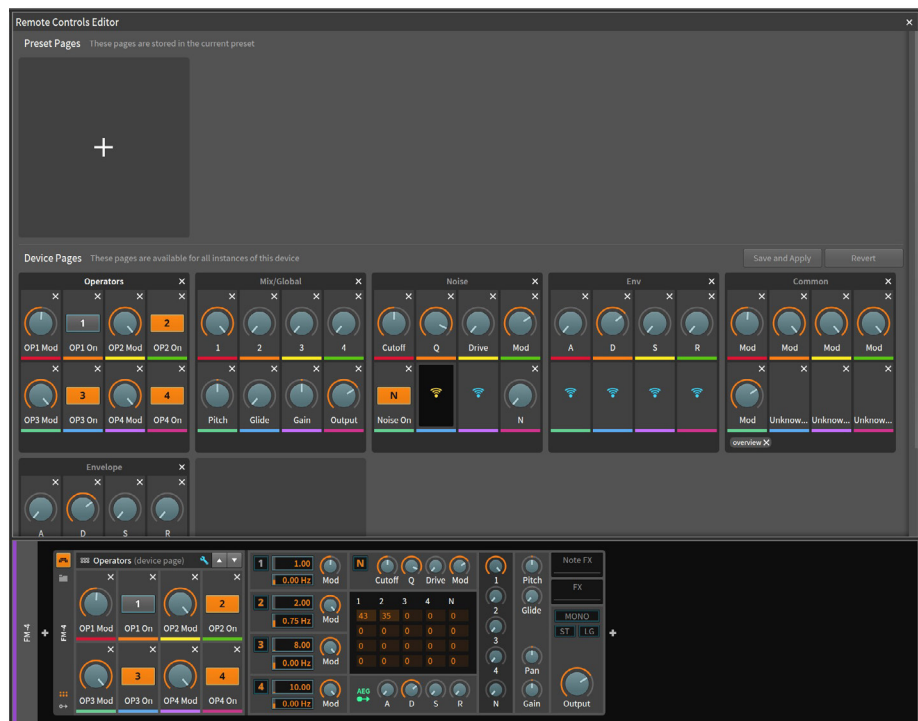 Remote Controls Editor
Preset Pages These pages are stored in the current preset
Device Pages These pages are available for all instances of this device
Save and Apply Revert
Operators Mix/Global Noise Env Common
1 2
OP1 Mod OP1 On OP2 Mod OP2 On 1 2 3 4 Cutoff Q Drive Mod A D S R Mod Mod Mod Mod
3 4 N
OP3 Mod OP3 On OP4 Mod OP4 On Pitch Glide Gain Output Noise On N Mod Unknow... Unknow... Unknow...
overview
Envelope
A D S R
FM-4
FM-4
Operators (device page)
1 2
OP1 Mod OP1 On OP2 Mod OP2 On
3 4
OP3 Mod OP3 On OP4 Mod OP4 On
1 1.00
0.00 Hz Mod
2 2.00
0.75 Hz Mod
3 8.00
0.00 Hz Mod
4 10.00
0.00 Hz Mod
N
Cutoff Q Drive Mod
1 2 3 4 N
43 35 0 0 0
0 0 0 0 0
0 0 0 0 0
0 0 0 0 0
AEG
A D S R
1
2
3
4
N
Pitch
Glide
Pan
Gain
Note FX
FX
MONO
ST LG
Output